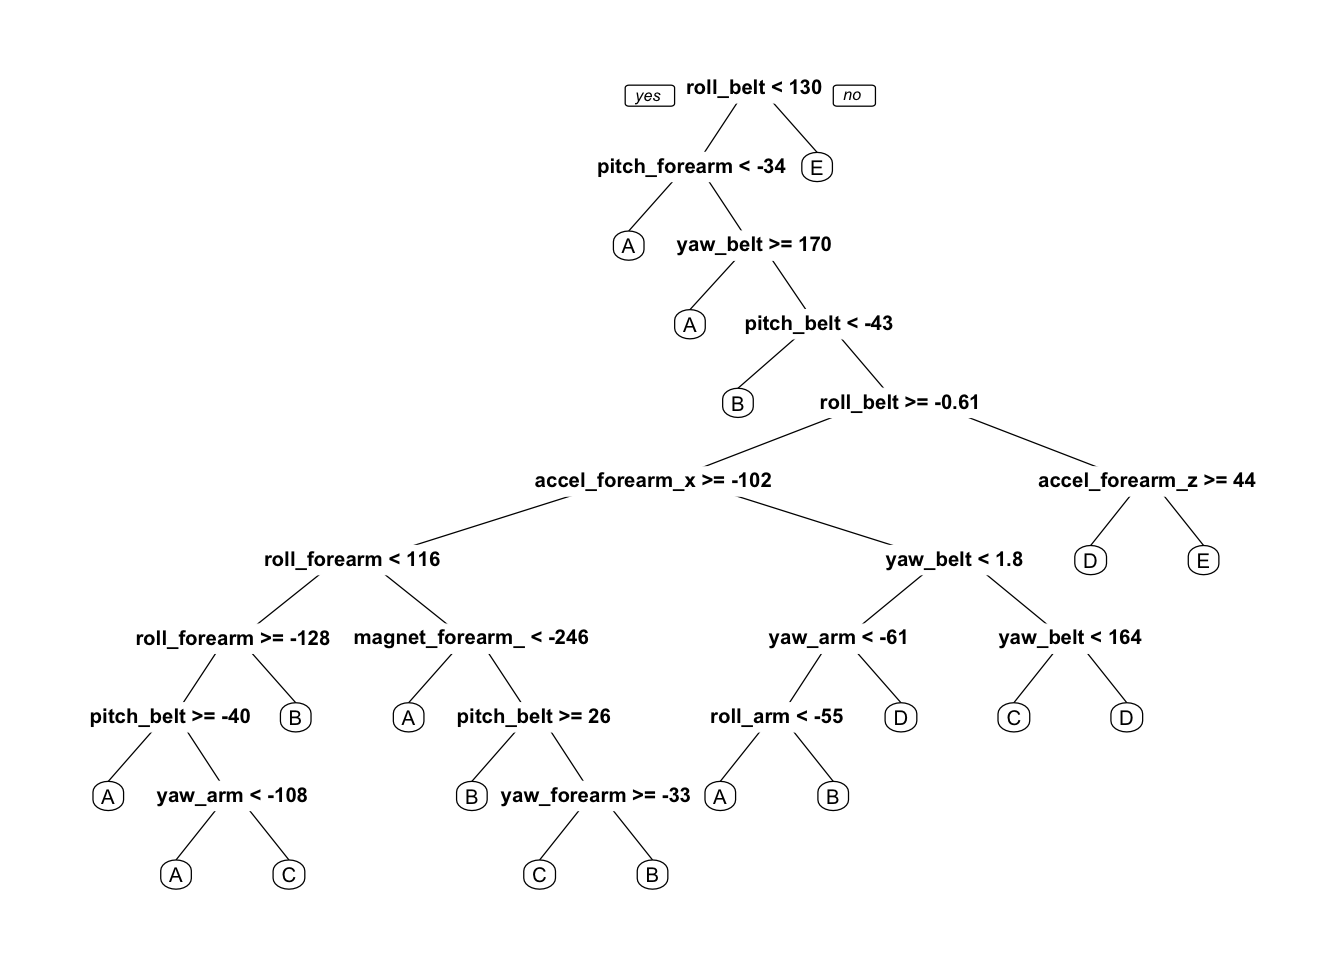 yes roll_belt < 130 no
pitch_forearm < -34 E
A yaw_belt >= 170
A pitch_belt < -43
B roll_belt >= -0.61
accel_forearm_x >= -102 accel_forearm_z >= 44
roll_forearm < 116 yaw_belt < 1.8 D E
roll_forearm >= -128 magnet_forearm_ < -246 yaw_arm < -61 yaw_belt < 164
pitch_belt >= -40 B A pitch_belt >= 26 roll_arm < -55 D C D
A yaw_arm < -108 B yaw_forearm >= -33 A B
A C C B